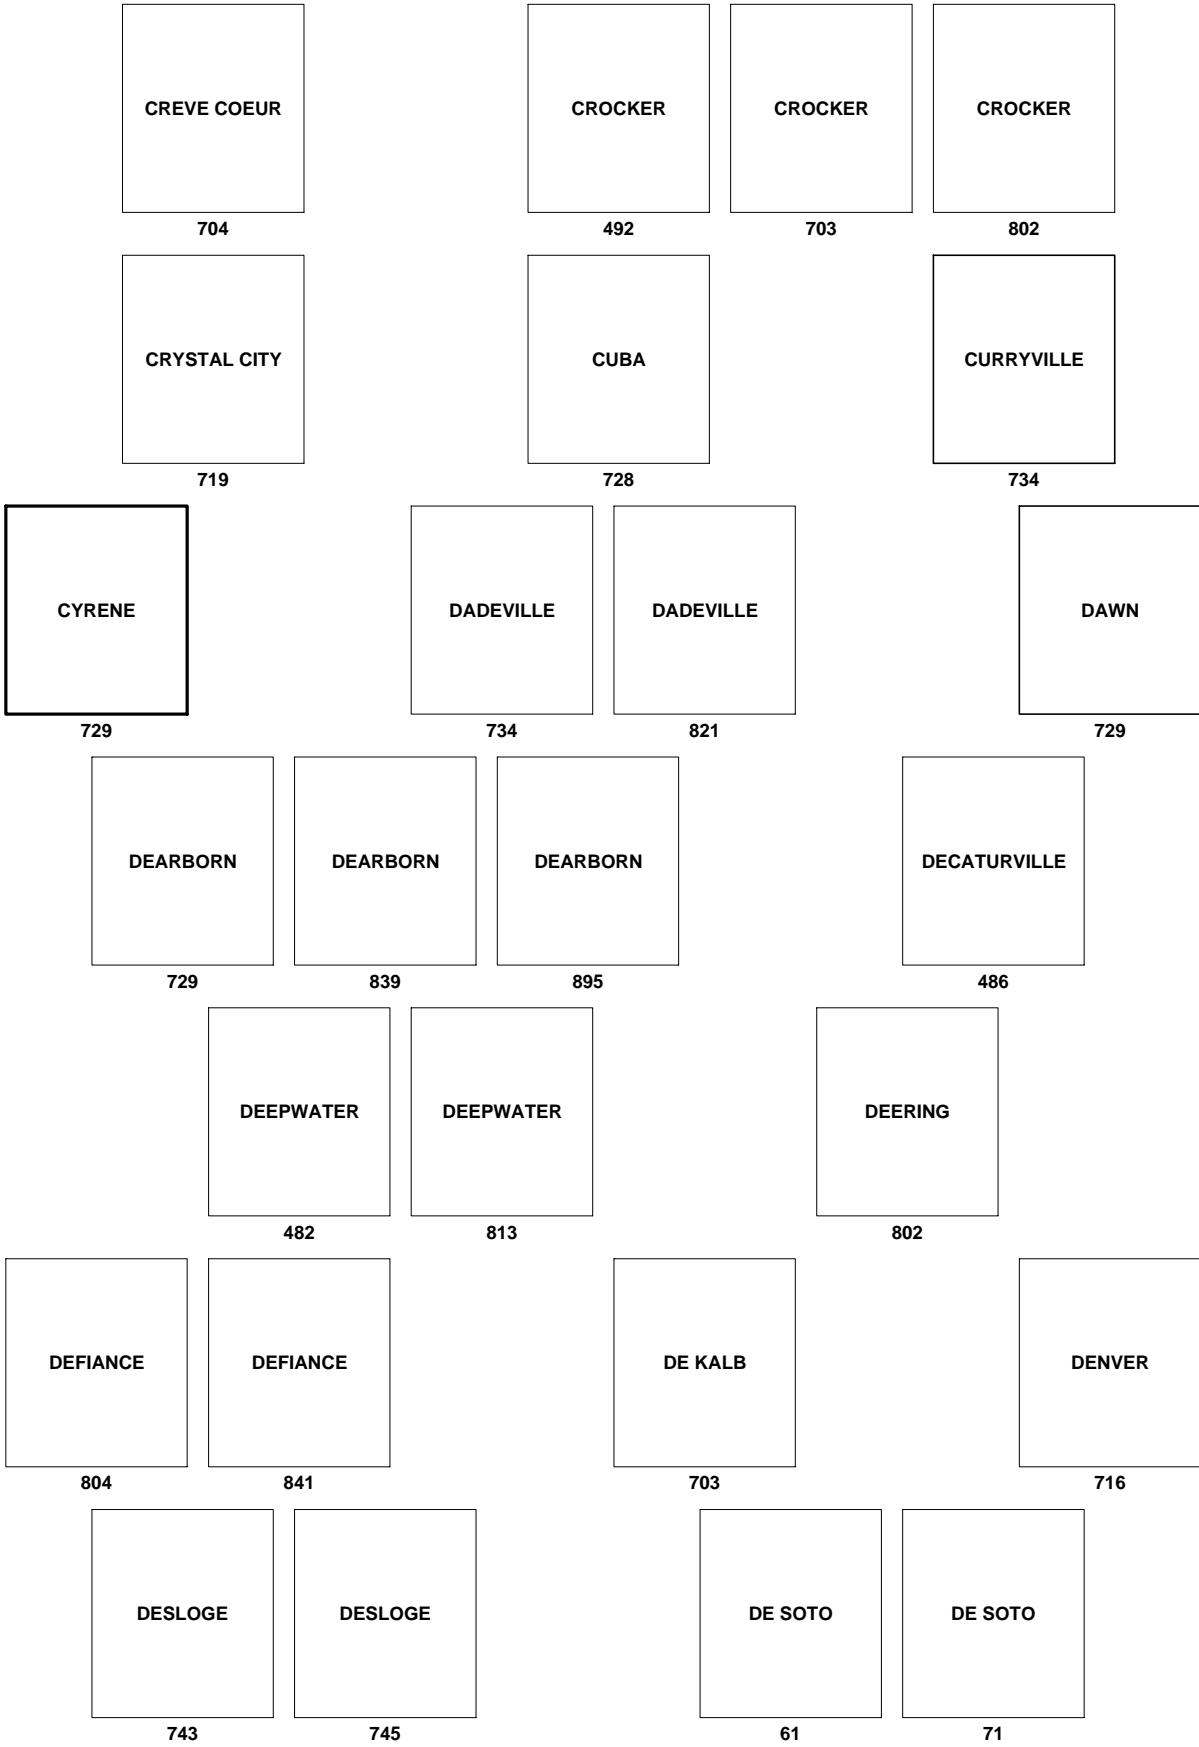 CREVE COEUR CROCKER CROCKER CROCKER
704 492 703 802
CRYSTAL CITY CUBA CURRYVILLE
719 728 734
CYRENE DADEVILLE DADEVILLE DAWN
729 734 821 729
DEARBORN DEARBORN DEARBORN DECATURVILLE
729 839 895 486
DEEPWATER DEEPWATER DEERING
482 813 802
DEFIANCE DEFIANCE DE KALB DENVER
804 841 703 716
DESLOGE DESLOGE DE SOTO DE SOTO
743 745 61 71